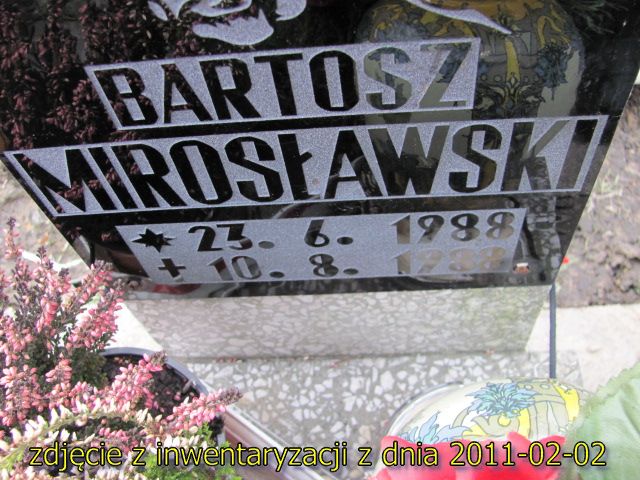 BARTOSZ
MIROSŁAWSKI
* 23. 6. 1988
+ 10. 8. 1988
zdjęcie z inwentaryzacji z dnia 2011-02-02